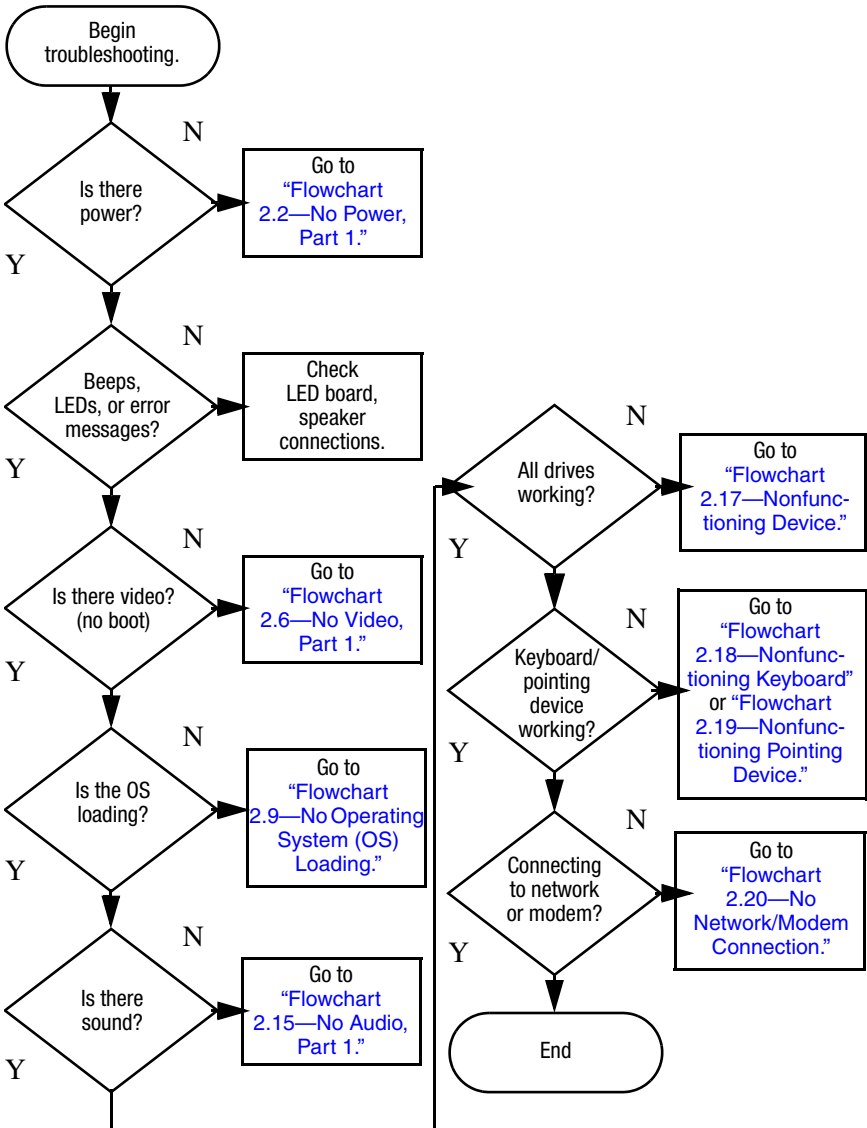 Begin
troubleshooting.
N
Is there
power?
Go to
“Flowchart
2.2—No Power,
Part 1.”
Y
N
Beeps,
LEDs, or error
messages?
Check
LED board,
speaker
connections.
Y
N
Is there video?
(no boot)
Go to
“Flowchart
2.6—No Video,
Part 1.”
Y
N
Is the OS
loading?
Go to
“Flowchart
2.9—No Operating
System (OS)
Loading.”
Y
N
Is there
sound?
Go to
“Flowchart
2.15—No Audio,
Part 1.”
Y
N
All drives
working?
Go to
“Flowchart
2.17—Nonfunc-
tioning Device.”
Y
N
Keyboard/
pointing
device
working?
Go to
“Flowchart
2.18—Nonfunc-
tioning Keyboard”
or “Flowchart
2.19—Nonfunc-
tioning Pointing
Device.”
Y
N
Connecting
to network
or modem?
Go to
“Flowchart
2.20—No
Network/Modem
Connection.”
Y
End